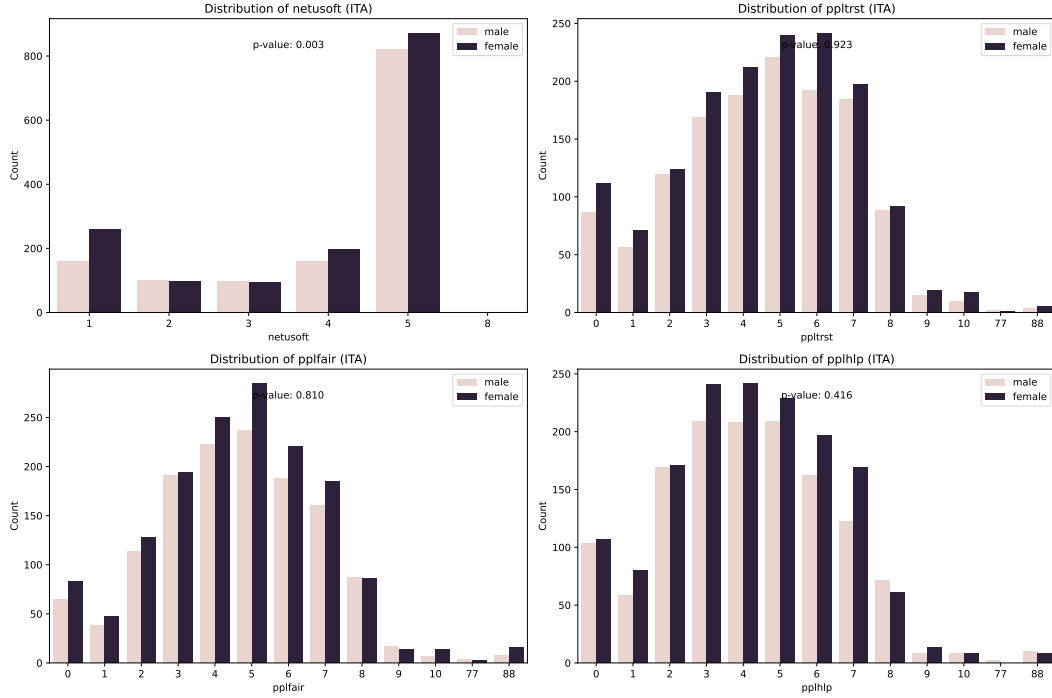 Distribution of netusoft (ITA)
p-value: 0.003
male
female
Count
800
600
400
200
0
1 2 3 4 5 8
netusoft
Distribution of ppltrst (ITA)
p-value: 0.923
male
female
Count
250
200
150
100
50
0
0 1 2 3 4 5 6 7 8 9 10 77 88
ppltrst
Distribution of pplfair (ITA)
p-value: 0.810
male
female
Count
250
200
150
100
50
0
0 1 2 3 4 5 6 7 8 9 10 77 88
pplfair
Distribution of pplhlp (ITA)
p-value: 0.416
male
female
Count
250
200
150
100
50
0
0 1 2 3 4 5 6 7 8 9 10 77 88
pplhlp